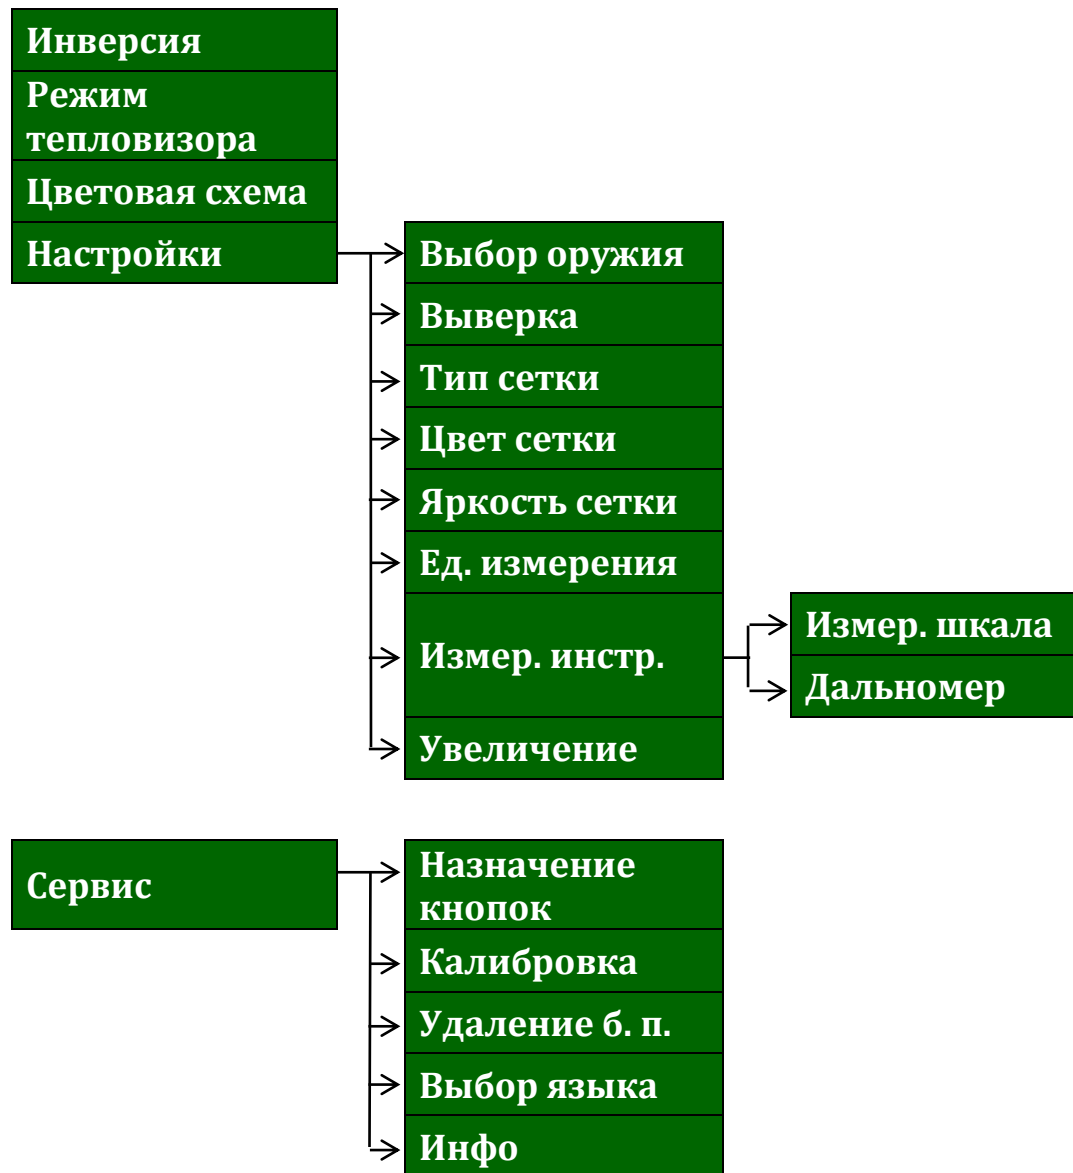 Инверсия
Режим
тепловизора
Цветовая схема
Настройки
Выбор оружия
Выверка
Тип сетки
Цвет сетки
Яркость сетки
Ед. измерения
Измер. инстр.
Измер. шкала
Дальномер
Увеличение
Сервис
Назначение
кнопок
Калибровка
Удаление б. п.
Выбор языка
Инфо